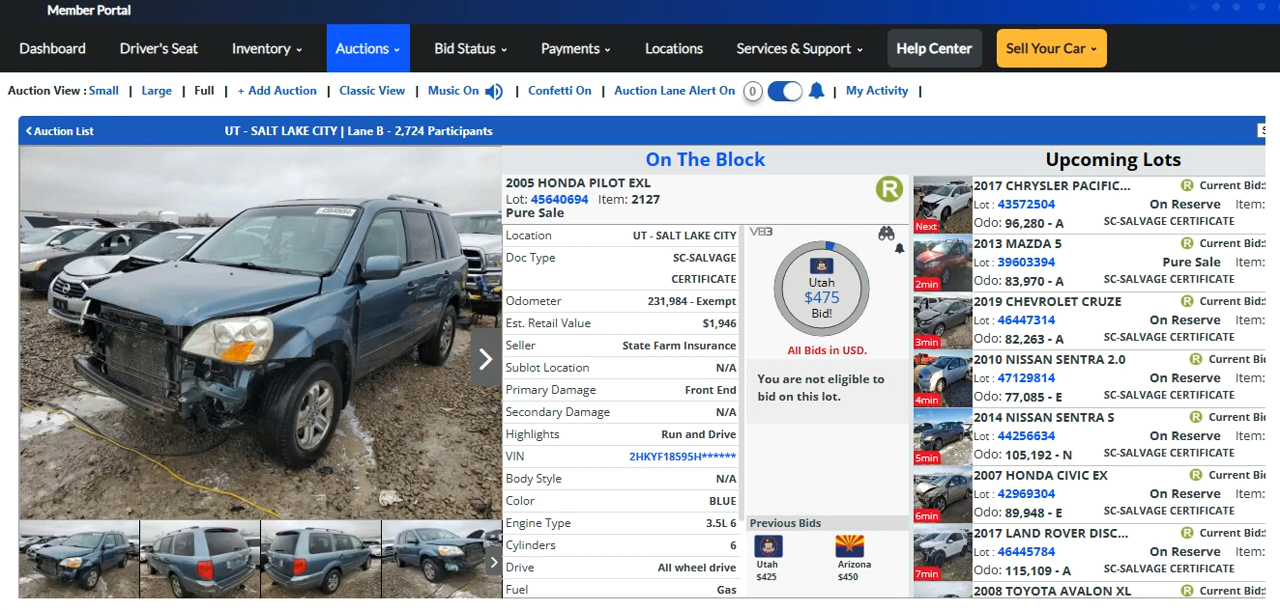 Member Portal
Dashboard Driver's Seat Inventory Auctions Bid Status Payments Locations Services & Support Help Center Sell Your Car
Auction View : Small | Large | Full | + Add Auction | Classic View | Music On | Confetti On | Auction Lane Alert On 0 | My Activity |
Auction List UT - SALT LAKE CITY | Lane B - 2,724 Participants
45640694
On The Block
2005 HONDA PILOT EXL
Lot: 45640694 Item: 2127
Pure Sale
R
Location UT - SALT LAKE CITY
Doc Type SC-SALVAGE
CERTIFICATE
Odometer 231,984 - Exempt
Est. Retail Value $1,946
Seller State Farm Insurance
Sublot Location N/A
Primary Damage Front End
Secondary Damage N/A
Highlights Run and Drive
VIN 2HKYF18595H******
Body Style N/A
Color BLUE
Engine Type 3.5L 6
Cylinders 6
Drive All wheel drive
Fuel Gas
VB3
Utah
$475
Bid!
All Bids in USD.
You are not eligible to
bid on this lot.
Previous Bids
Utah Arizona
$425 $450
Upcoming Lots
2017 CHRYSLER PACIFIC... R Current Bid:
Lot : 43572504 On Reserve Item:
Next Odo: 96,280 - A SC-SALVAGE CERTIFICATE
2013 MAZDA 5 R Current Bid:
Lot : 39603394 Pure Sale Item:
2min Odo: 83,970 - A SC-SALVAGE CERTIFICATE
2019 CHEVROLET CRUZE R Current Bid:
Lot : 46447314 On Reserve Item:
3min Odo: 82,263 - A SC-SALVAGE CERTIFICATE
2010 NISSAN SENTRA 2.0 R Current Bid
Lot : 47129814 On Reserve Item:
4min Odo: 77,085 - E SC-SALVAGE CERTIFICATE
2014 NISSAN SENTRA S R Current Bid
Lot : 44256634 On Reserve Item:
5min Odo: 105,192 - N SC-SALVAGE CERTIFICATE
2007 HONDA CIVIC EX R Current Bid
Lot : 42969304 On Reserve Item:
6min Odo: 89,948 - E SC-SALVAGE CERTIFICATE
2017 LAND ROVER DISC... R Current Bid:
Lot : 46445784 On Reserve Item:
7min Odo: 115,109 - A SC-SALVAGE CERTIFICATE
2008 TOYOTA AVALON XL R Current Bid: